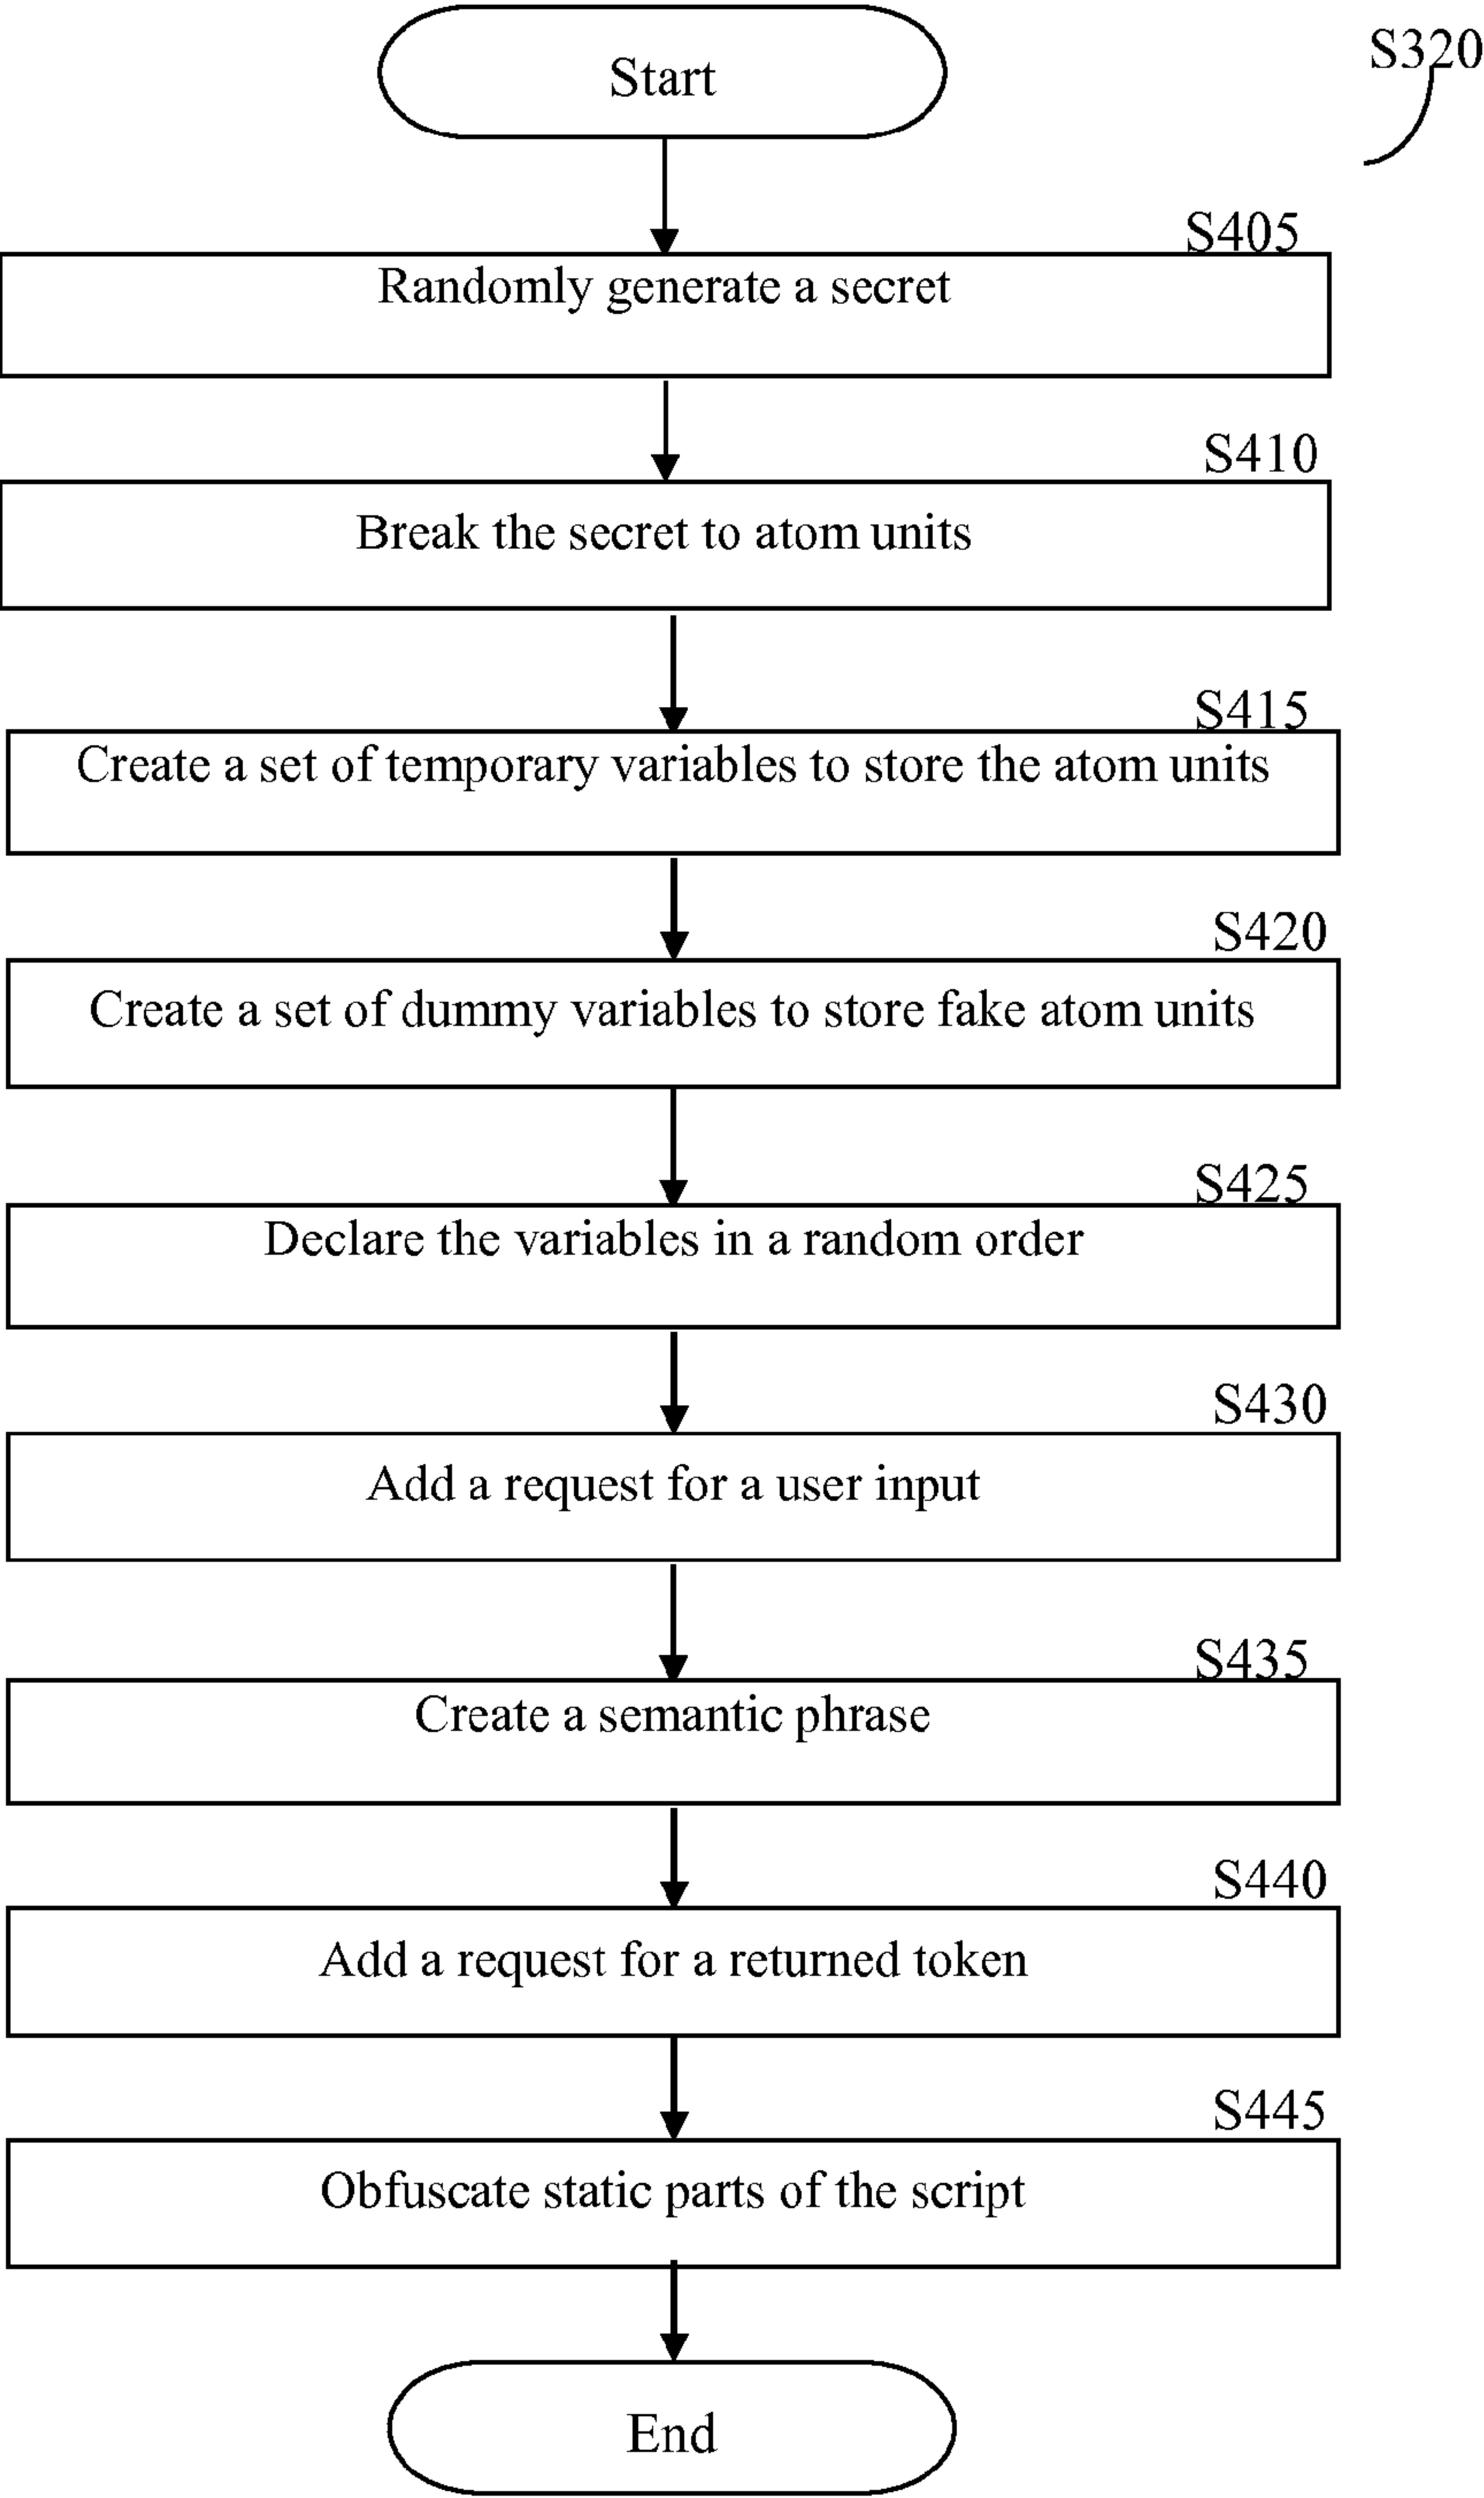 Start
S320
S405
Randomly generate a secret
S410
Break the secret to atom units
S415
Create a set of temporary variables to store the atom units
S420
Create a set of dummy variables to store fake atom units
S425
Declare the variables in a random order
S430
Add a request for a user input
S435
Create a semantic phrase
S440
Add a request for a returned token
S445
Obfuscate static parts of the script
End